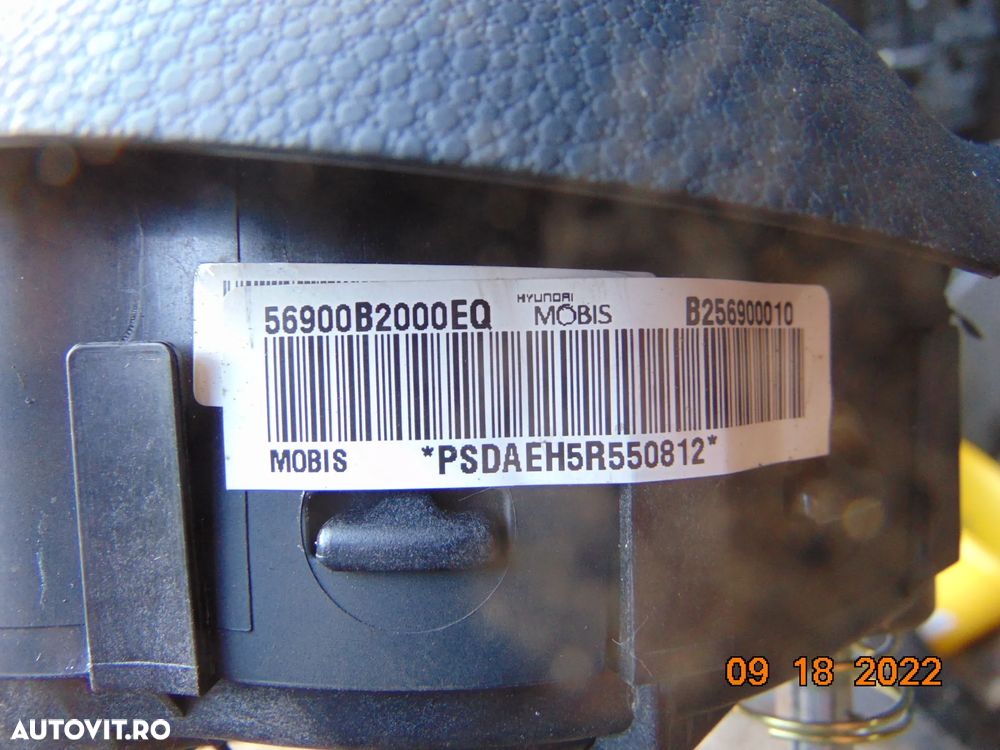 56900B2000EQ HYUNDAI MOBIS B256900010
MOBIS *PSDAEH5R550812*
09 18 2022
AUTOVIT.RO